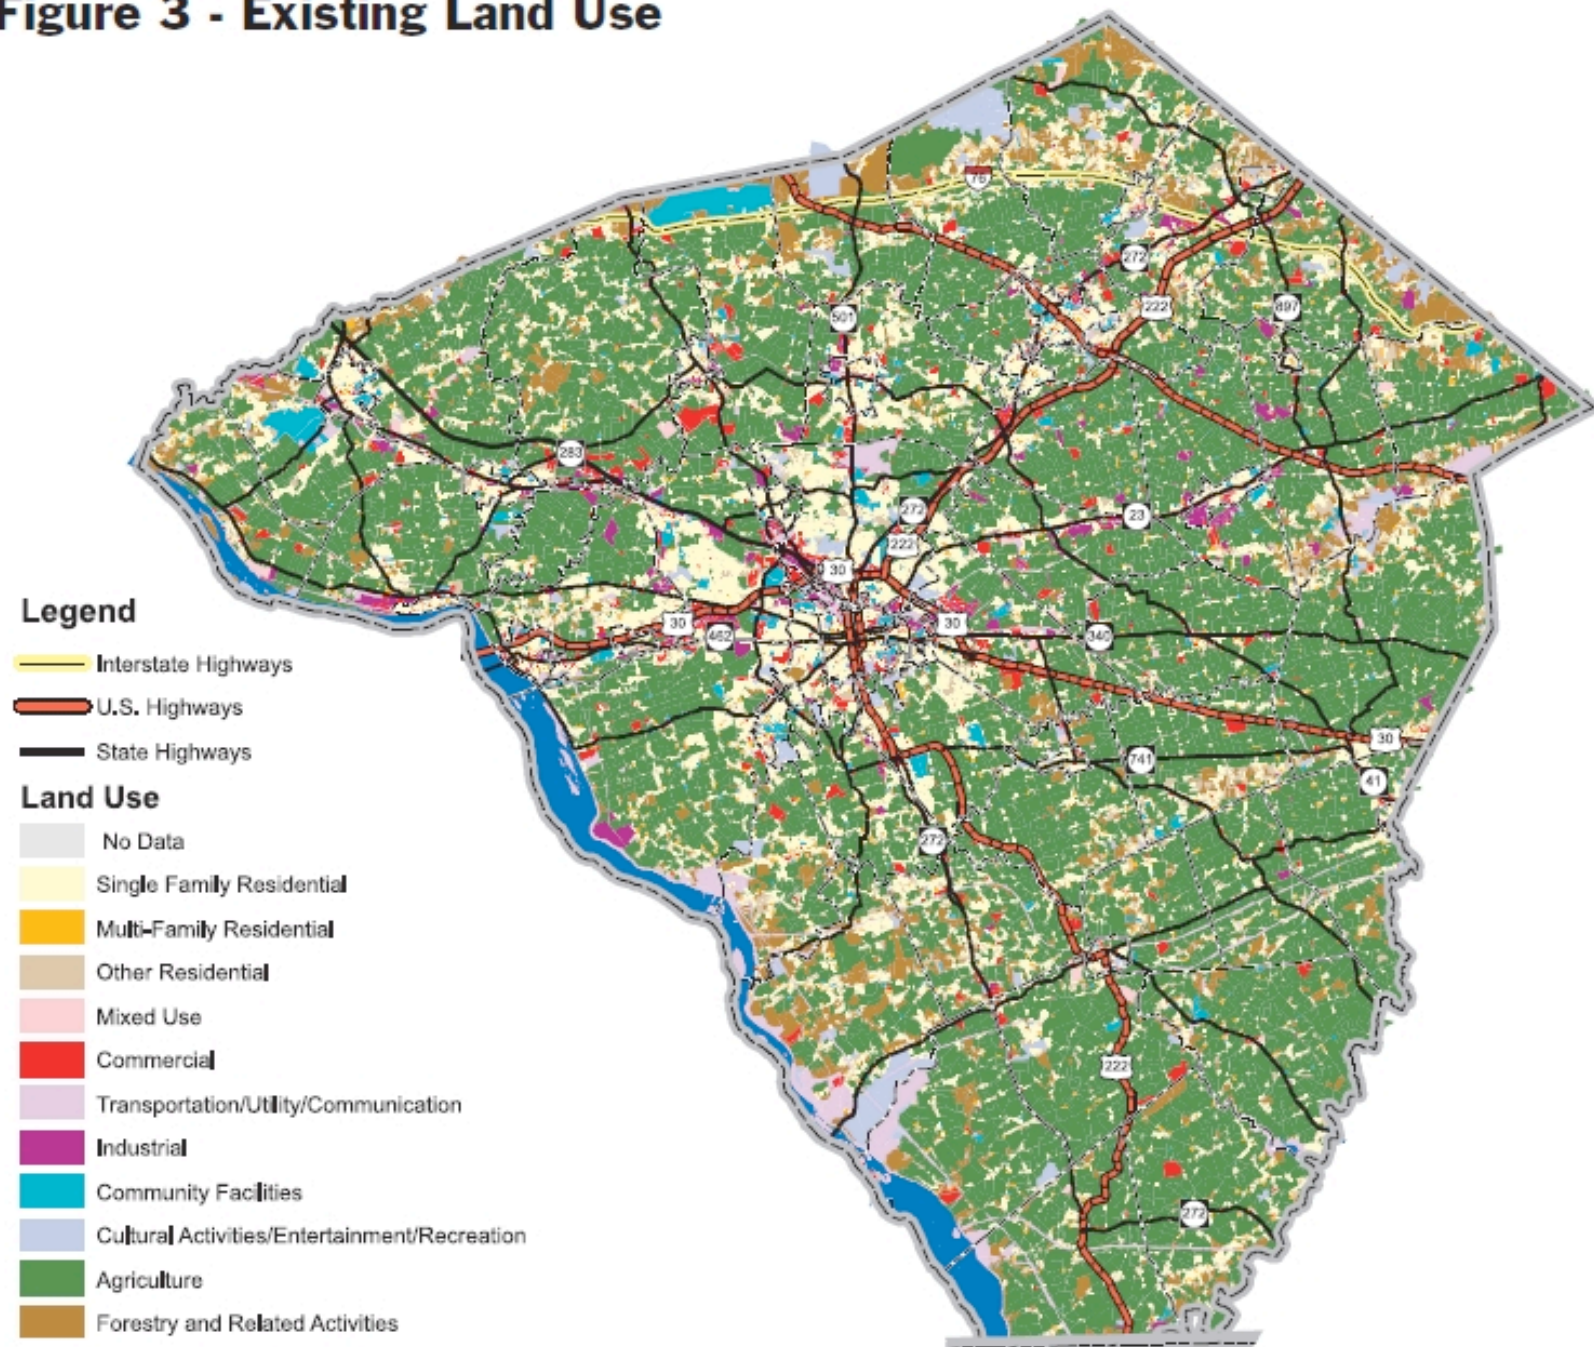 Figure 3 - Existing Land Use
76
272
222
897
501
283
272
23
222
30
30
462
30
340
30
741
41
272
222
272
Legend
Interstate Highways
U.S. Highways
State Highways
Land Use
No Data
Single Family Residential
Multi-Family Residential
Other Residential
Mixed Use
Commercial
Transportation/Utility/Communication
Industrial
Community Facilities
Cultural Activities/Entertainment/Recreation
Agriculture
Forestry and Related Activities